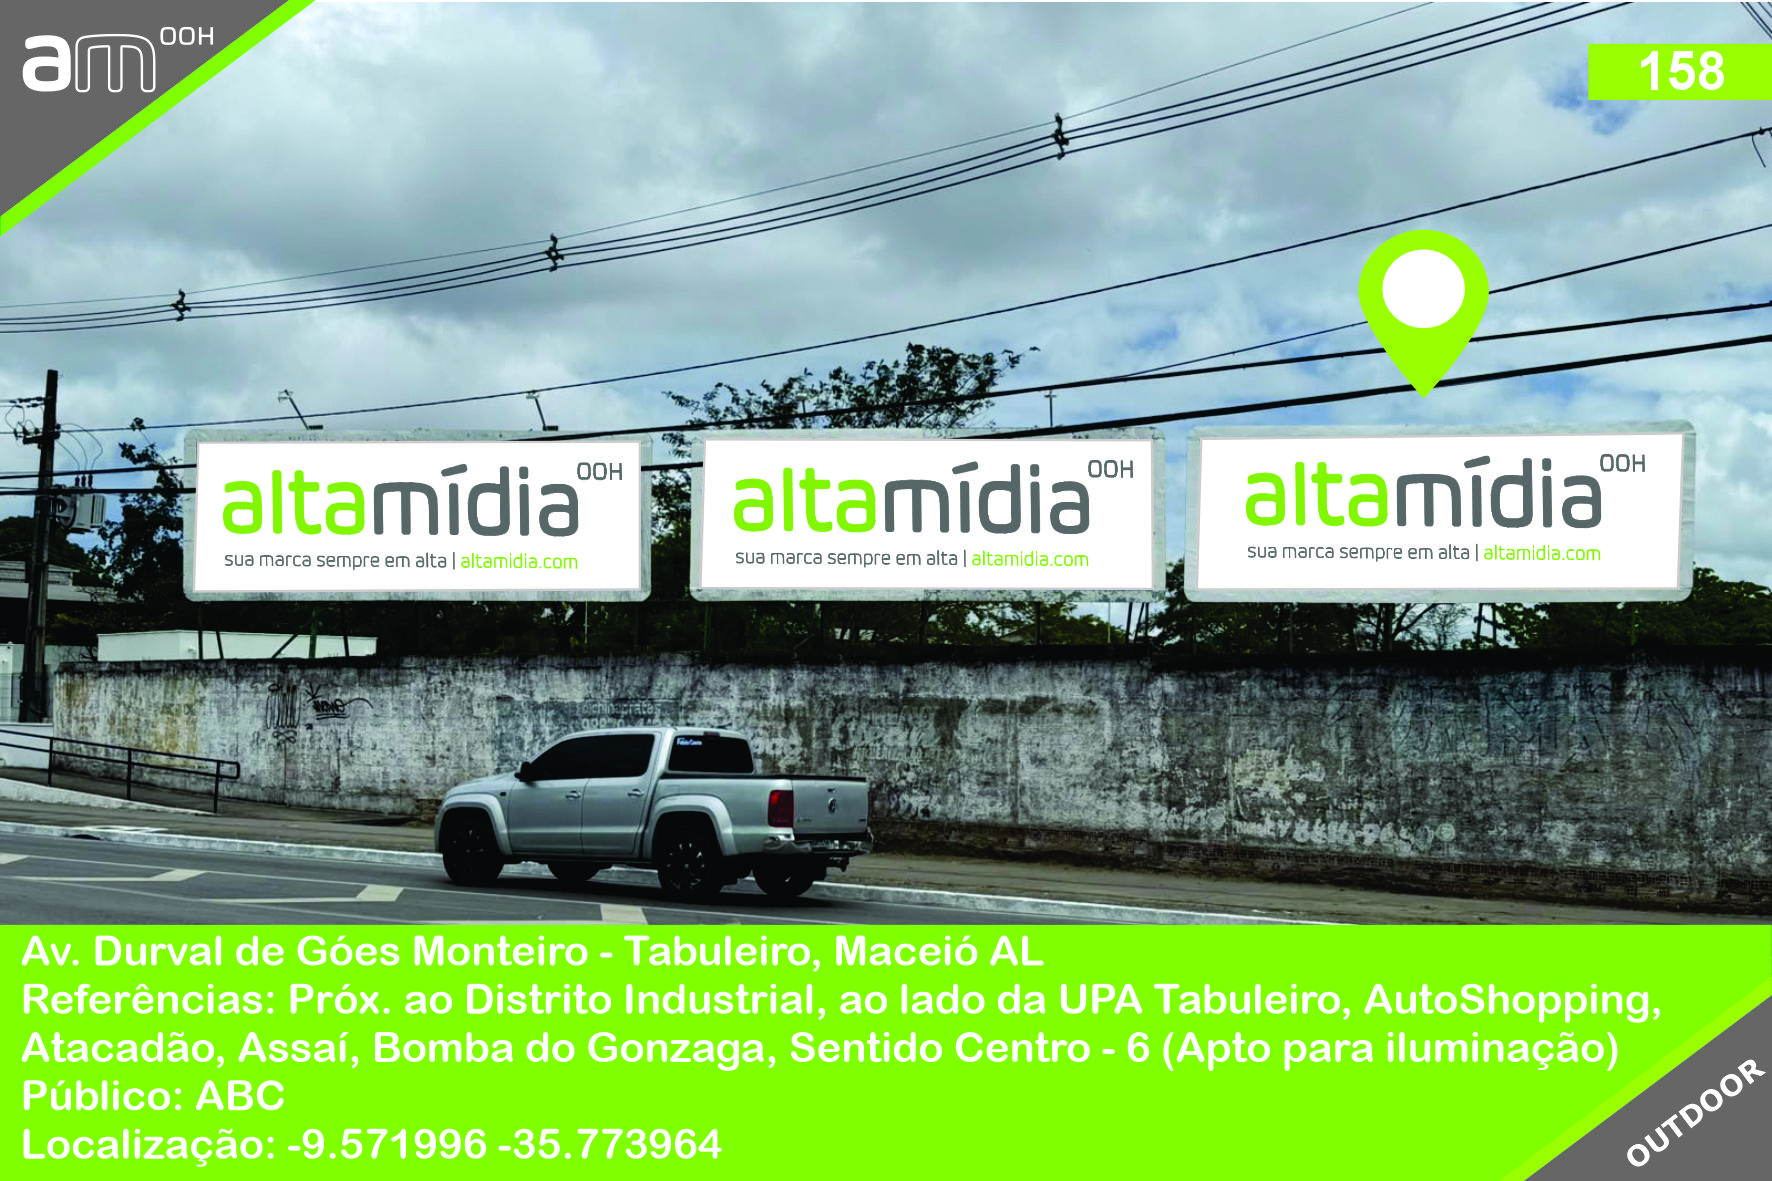 am OOH
158
altamídia OOH
sua marca sempre em alta | altamidia.com
altamídia OOH
sua marca sempre em alta | altamidia.com
altamídia OOH
sua marca sempre em alta | altamidia.com
Av. Durval de Góes Monteiro - Tabuleiro, Maceió AL
Referências: Próx. ao Distrito Industrial, ao lado da UPA Tabuleiro, AutoShopping,
Atacadão, Assaí, Bomba do Gonzaga, Sentido Centro - 6 (Apto para iluminação)
Público: ABC
Localização: -9.571996 -35.773964
OUTDOOR